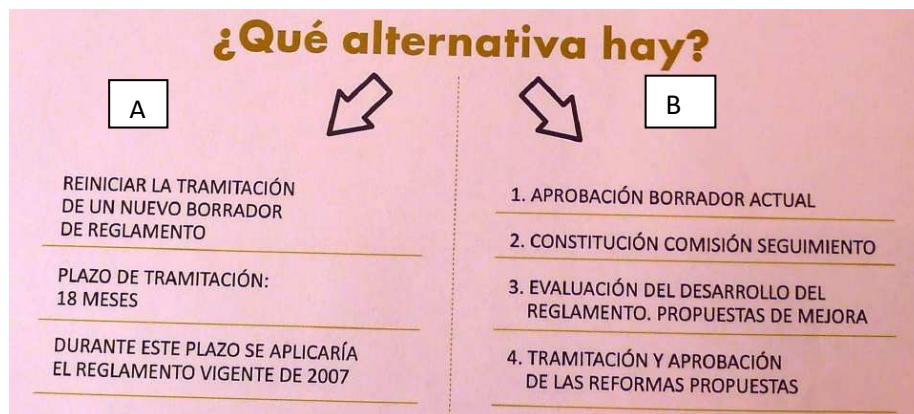 ¿Qué alternativa hay?
A
REINICIAR LA TRAMITACIÓN
DE UN NUEVO BORRADOR
DE REGLAMENTO
PLAZO DE TRAMITACIÓN:
18 MESES
DURANTE ESTE PLAZO SE APLICARÍA
EL REGLAMENTO VIGENTE DE 2007
B
1. APROBACIÓN BORRADOR ACTUAL
2. CONSTITUCIÓN COMISIÓN SEGUIMIENTO
3. EVALUACIÓN DEL DESARROLLO DEL
REGLAMENTO. PROPUESTAS DE MEJORA
4. TRAMITACIÓN Y APROBACIÓN
DE LAS REFORMAS PROPUESTAS